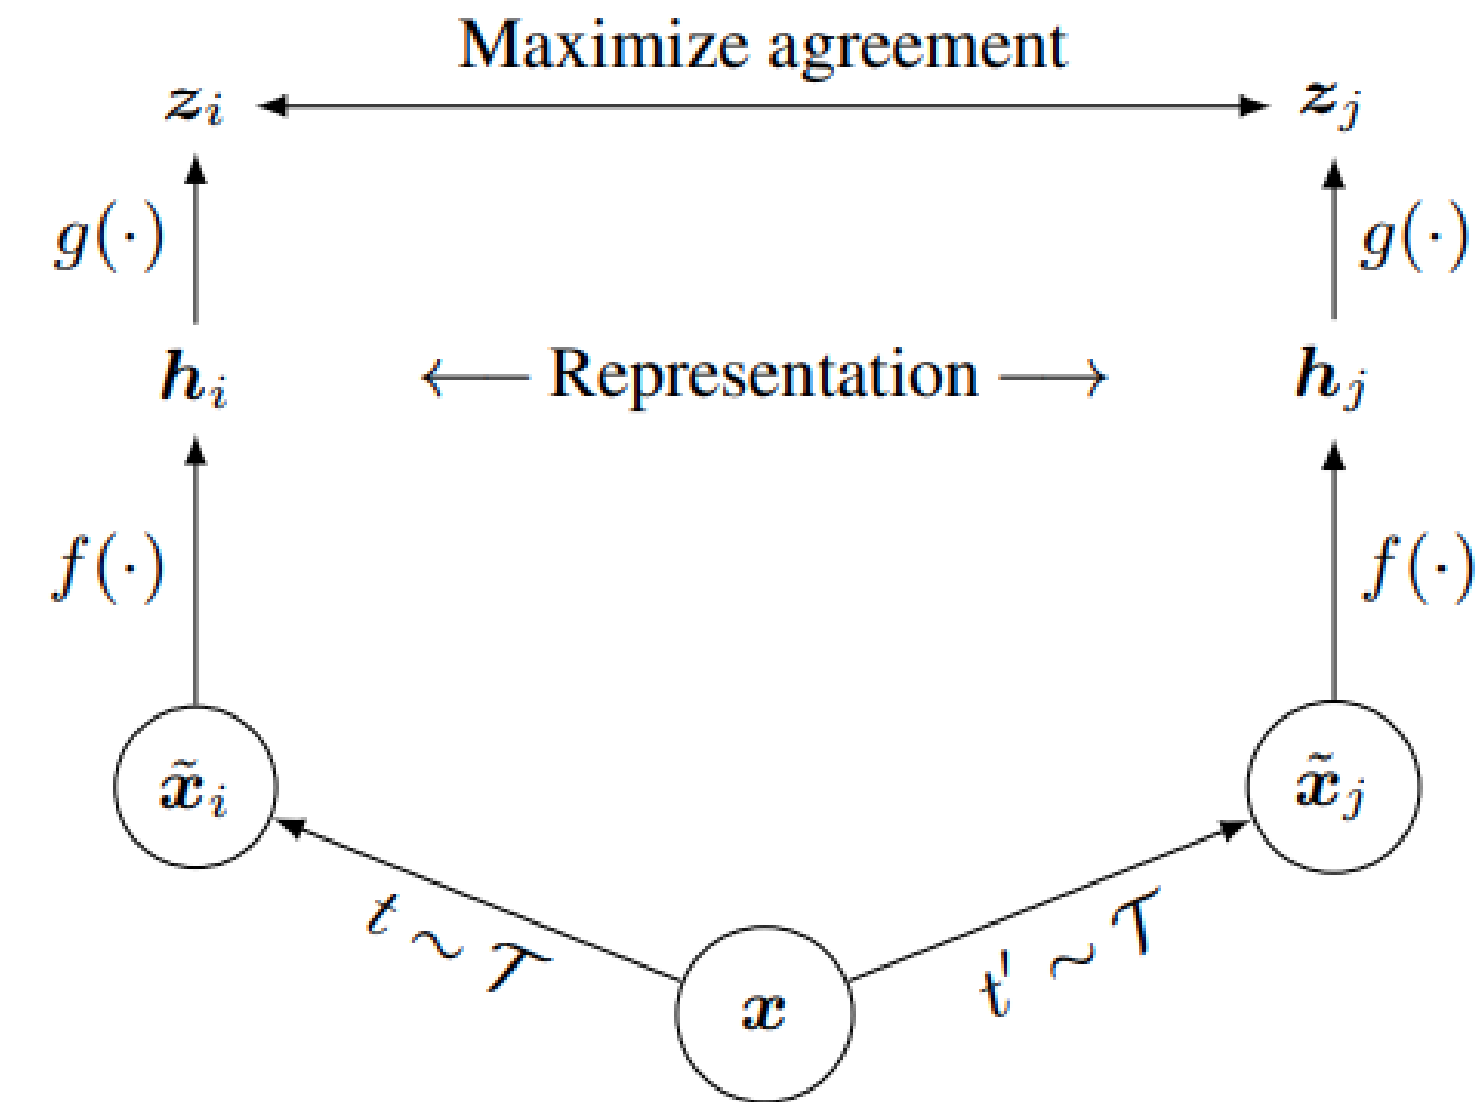 Maximize agreement
z_i z_j
g(·) g(·)
h_i ← Representation → h_j
f(·) f(·)
x̃_i x̃_j
t ~ 𝒯 t′ ~ 𝒯
x